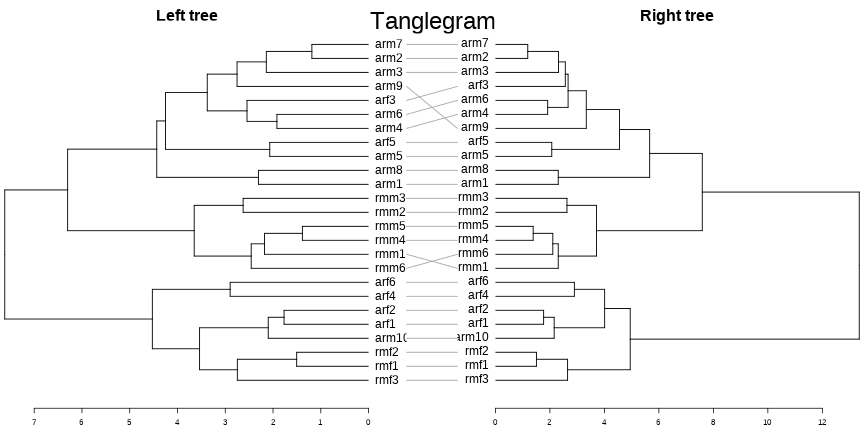 Left tree
Tanglegram
Right tree
arm7 arm7
arm2 arm2
arm3 arm3
arm9 arf3
arf3 arm6
arm6 arm4
arm4 arm9
arf5 arf5
arm5 arm5
arm8 arm8
arm1 arm1
rmm3 rmm3
rmm2 rmm2
rmm5 rmm5
rmm4 rmm4
rmm1 rmm6
rmm6 rmm1
arf6 arf6
arf4 arf4
arf2 arf2
arf1 arf1
arm10 arm10
rmf2 rmf2
rmf1 rmf1
rmf3 rmf3
7 6 5 4 3 2 1 0 0 2 4 6 8 10 12